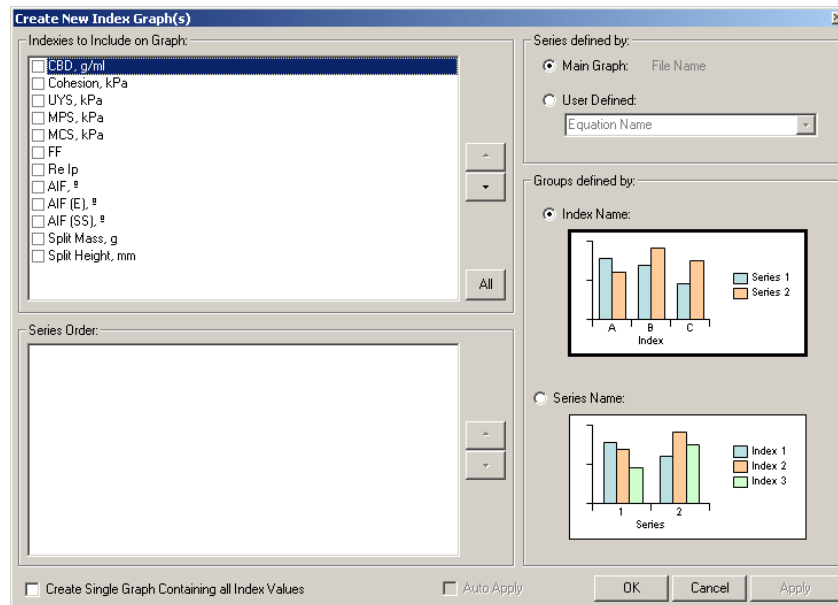 Create New Index Graph(s)
Indexies to Include on Graph:
CBD, g/ml
Cohesion, kPa
UYS, kPa
MPS, kPa
MCS, kPa
FF
Re lp
AIF, º
AIF (E), º
AIF (SS), º
Split Mass, g
Split Height, mm
All
Series Order:
Create Single Graph Containing all Index Values
Series defined by:
Main Graph: File Name
User Defined:
Equation Name
Groups defined by:
Index Name:
Series 1
Series 2
A B C
Index
Series Name:
Index 1
Index 2
Index 3
1 2
Series
Auto Apply
OK Cancel Apply